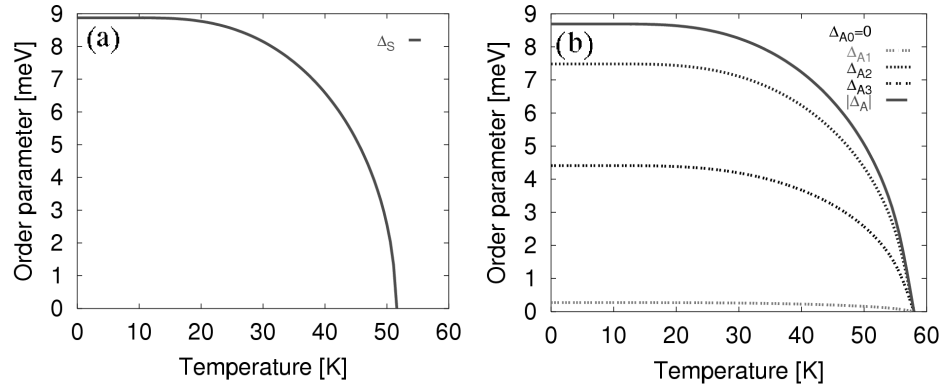 (a)
Δ_S
9
8
7
6
5
4
3
2
1
0
Order parameter [meV]
0 10 20 30 40 50 60
Temperature [K]
(b)
Δ_A0=0
Δ_A1
Δ_A2
Δ_A3
|Δ_A|
9
8
7
6
5
4
3
2
1
0
Order parameter [meV]
0 10 20 30 40 50 60
Temperature [K]